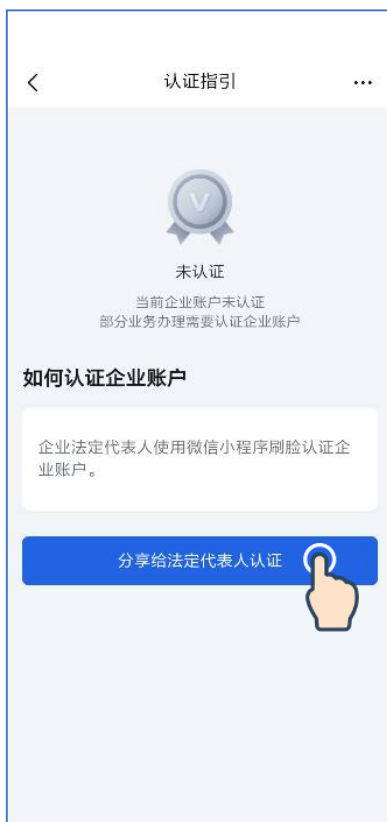 认证指引
未认证
当前企业账户未认证
部分业务办理需要认证企业账户
如何认证企业账户
企业法定代表人使用微信小程序刷脸认证企
业账户。
分享给法定代表人认证